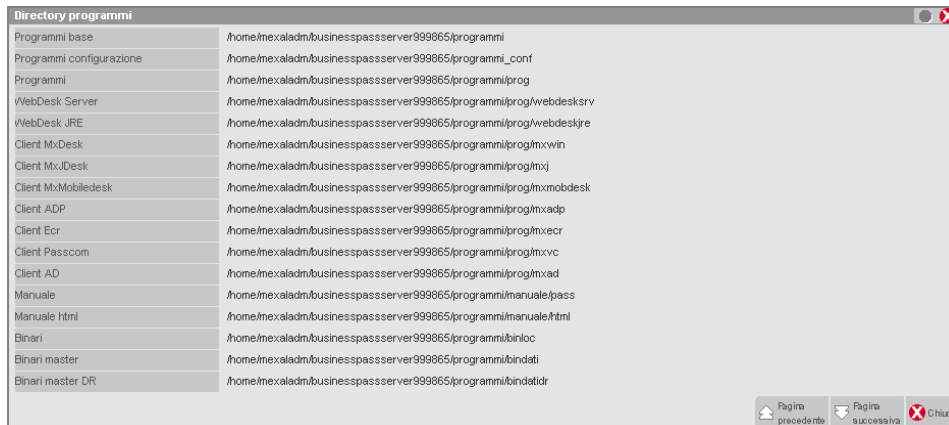 Directory programmi
Programmi base /home/mexaladm/businesspassserver999865/programmi
Programmi configurazione /home/mexaladm/businesspassserver999865/programmi_conf
Programmi /home/mexaladm/businesspassserver999865/programmi/prog
WebDesk Server /home/mexaladm/businesspassserver999865/programmi/prog/webdesksrv
WebDesk JRE /home/mexaladm/businesspassserver999865/programmi/prog/webdeskjre
Client MxDesk /home/mexaladm/businesspassserver999865/programmi/prog/mxwin
Client MxJDesk /home/mexaladm/businesspassserver999865/programmi/prog/mxj
Client MxMobiledesk /home/mexaladm/businesspassserver999865/programmi/prog/mxmobdesk
Client ADP /home/mexaladm/businesspassserver999865/programmi/prog/mxadp
Client Ecr /home/mexaladm/businesspassserver999865/programmi/prog/mxecr
Client Passcom /home/mexaladm/businesspassserver999865/programmi/prog/mxvc
Client AD /home/mexaladm/businesspassserver999865/programmi/prog/mxad
Manuale /home/mexaladm/businesspassserver999865/programmi/manuale/pass
Manuale html /home/mexaladm/businesspassserver999865/programmi/manuale/html
Binari /home/mexaladm/businesspassserver999865/programmi/binloc
Binari master /home/mexaladm/businesspassserver999865/programmi/bindati
Binari master DR /home/mexaladm/businesspassserver999865/programmi/bindatidr
Pagina precedente Pagina successiva Chiud